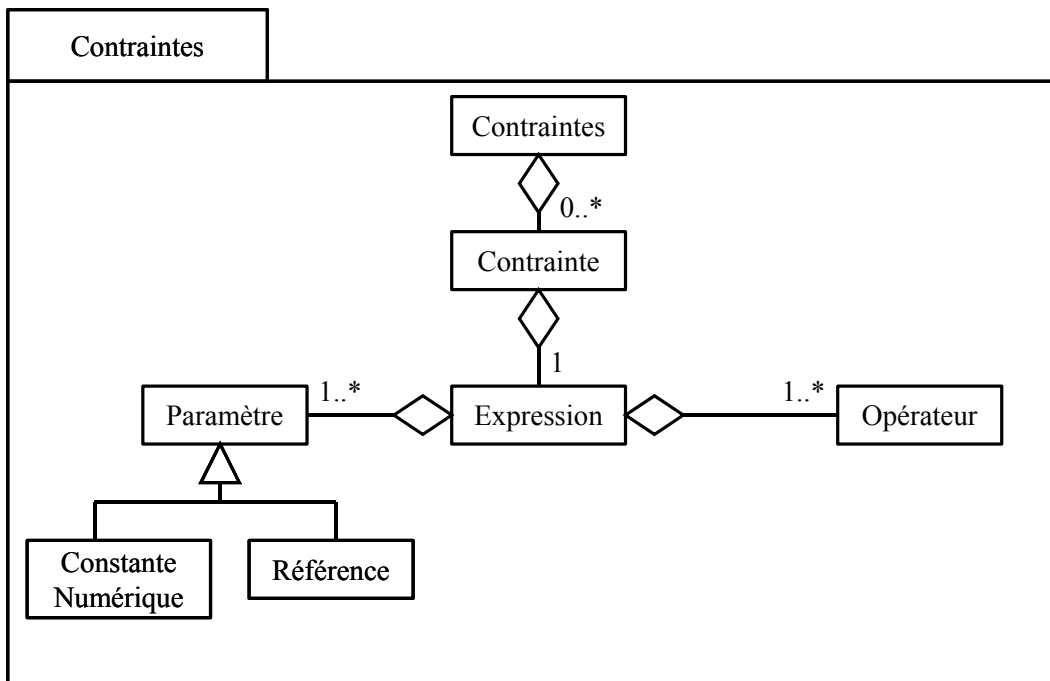 Contraintes
Contraintes
0..*
Contrainte
1
1..*
1..*
Paramètre
Expression
Opérateur
Constante
Numérique
Référence